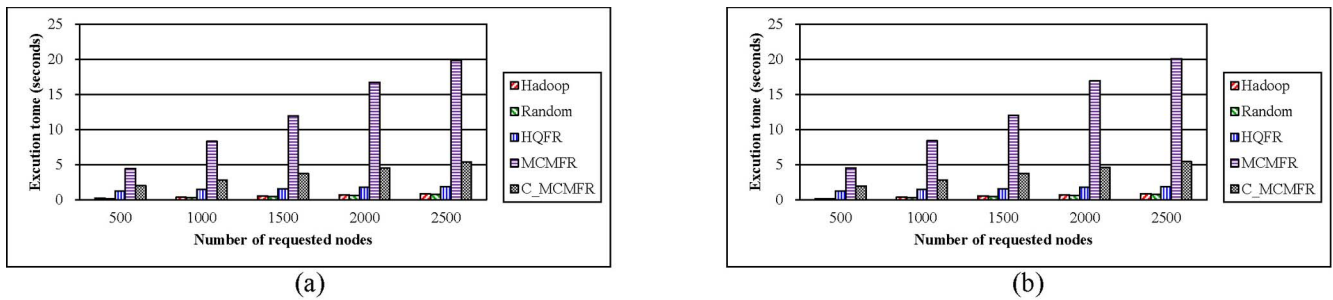 25
20
15
10
5
0
Excution tome (seconds)
500 1000 1500 2000 2500
Number of requested nodes
Hadoop
Random
HQFR
MCMFR
C_MCMFR
(a)
25
20
15
10
5
0
Excution tome (seconds)
500 1000 1500 2000 2500
Number of requested nodes
Hadoop
Random
HQFR
MCMFR
C_MCMFR
(b)